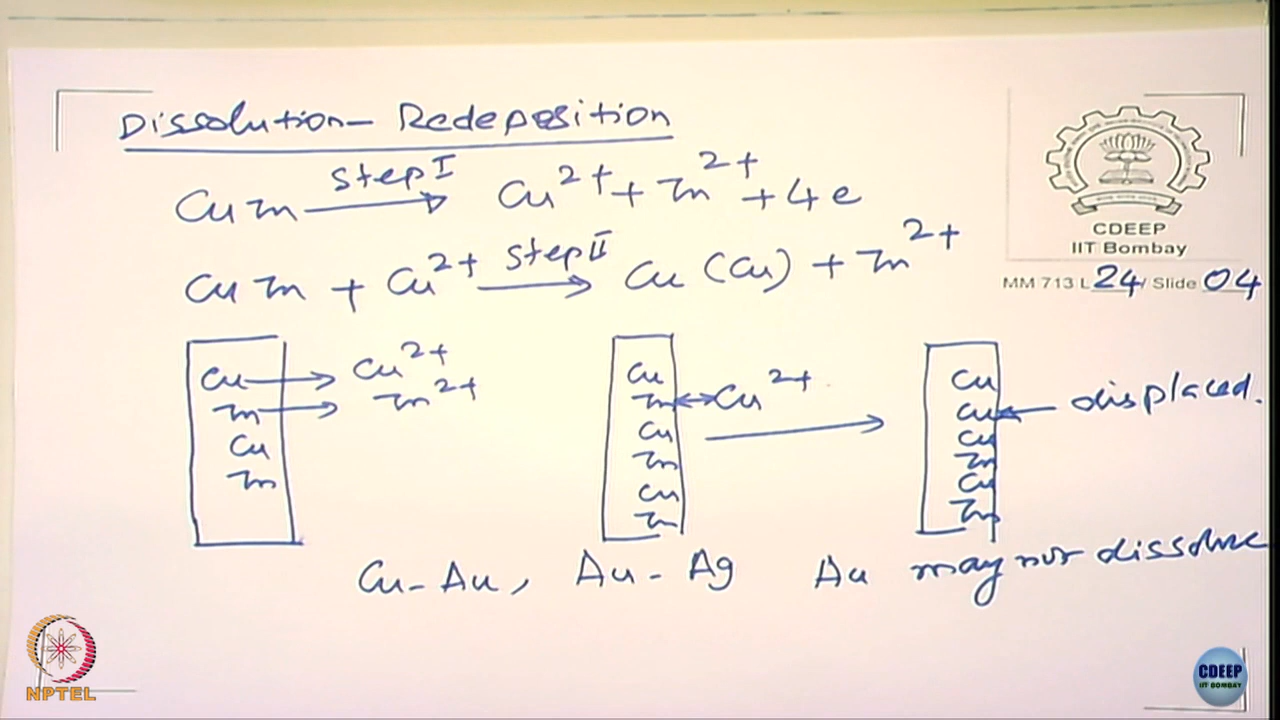 Dissolution - Redeposition
CuZn Step I → Cu²⁺ + Zn²⁺ + 4e
CuZn + Cu²⁺ Step II → Cu (Cu) + Zn²⁺
CDEEP
IIT Bombay
MM 713 L 24 / Slide 04
Cu → Cu²⁺
Zn → Zn²⁺
Cu
Zn
Cu
Zn ↔ Cu²⁺ →
Cu
Zn
Cu
Zn
Cu
Cu ← displaced.
Cu
Zn
Cu
Zn
Cu - Au, Au - Ag Au may not dissolve
NPTEL
CDEEP
IIT BOMBAY